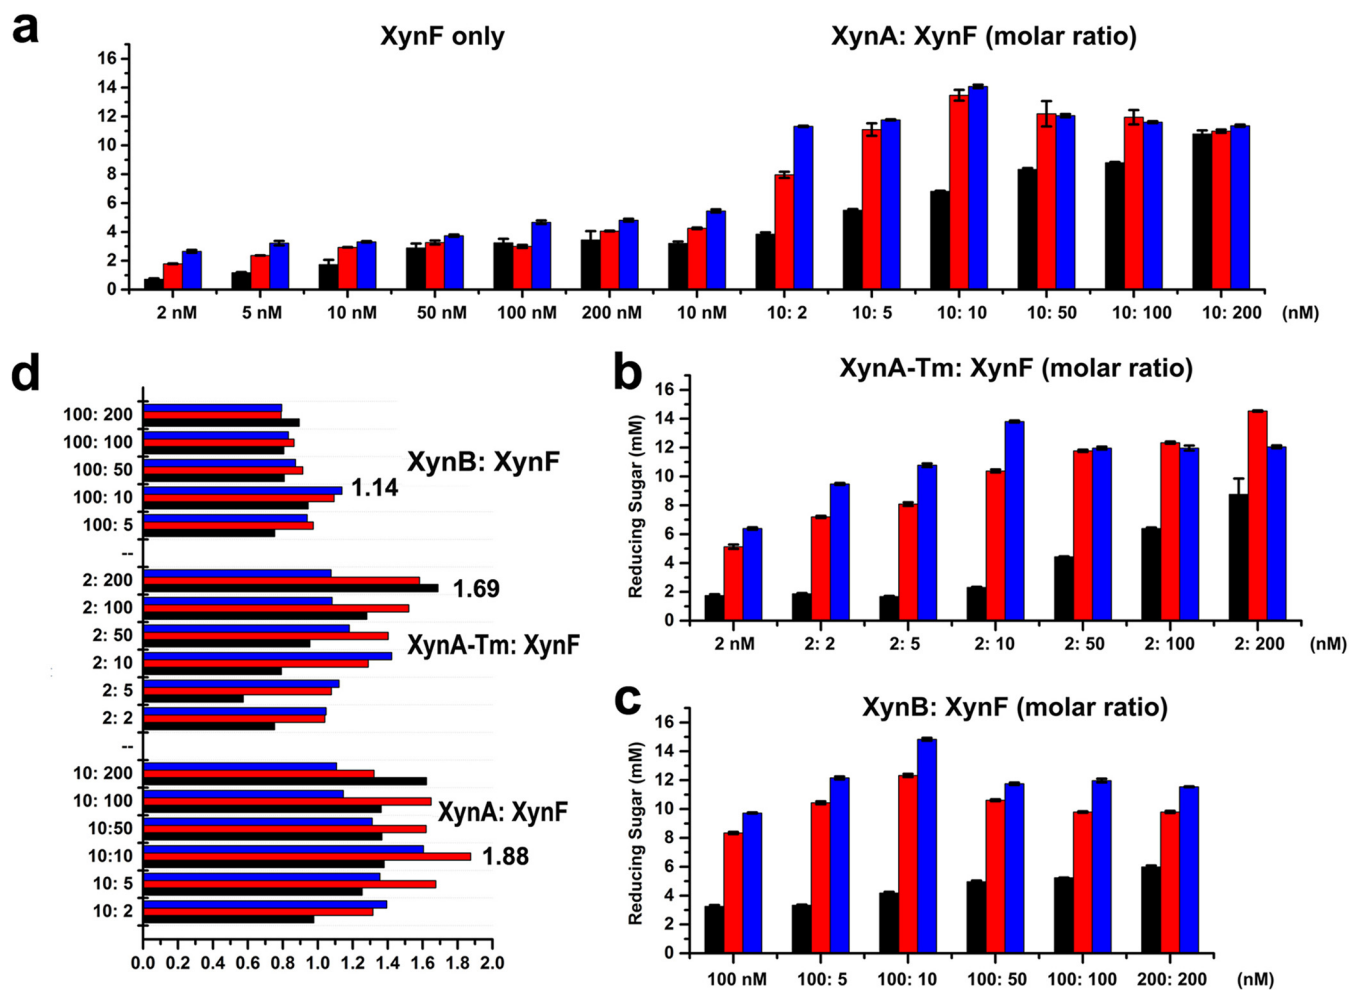 a
XynF only
XynA: XynF (molar ratio)
16
14
12
10
8
6
4
2
0
2 nM 5 nM 10 nM 50 nM 100 nM 200 nM 10 nM 10: 2 10: 5 10: 10 10: 50 10: 100 10: 200 (nM)
d
100: 200
100: 100
100: 50
100: 10
100: 5
--
2: 200
2: 100
2: 50
2: 10
2: 5
2: 2
--
10: 200
10: 100
10:50
10:10
10: 5
10: 2
XynB: XynF
1.14
1.69
XynA-Tm: XynF
XynA: XynF
1.88
0.0 0.2 0.4 0.6 0.8 1.0 1.2 1.4 1.6 1.8 2.0
b
XynA-Tm: XynF (molar ratio)
Reducing Sugar (mM)
16
14
12
10
8
6
4
2
0
2 nM 2: 2 2: 5 2: 10 2: 50 2: 100 2: 200 (nM)
c
XynB: XynF (molar ratio)
Reducing Sugar (mM)
16
14
12
10
8
6
4
2
0
100 nM 100: 5 100: 10 100: 50 100: 100 200: 200 (nM)